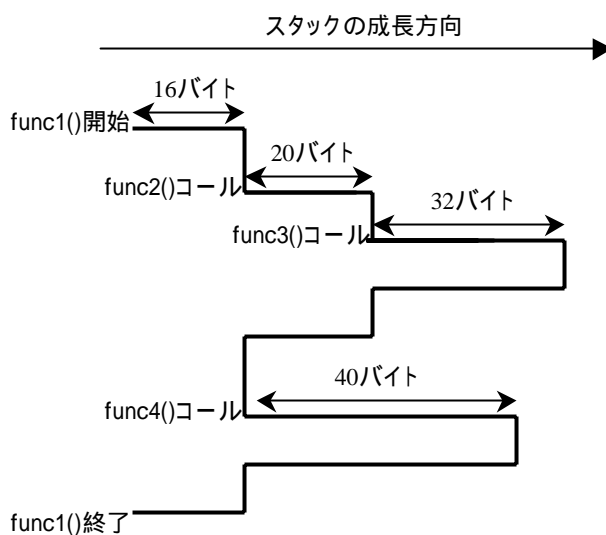 スタックの成長方向
16バイト
func1()開始
20バイト
func2()コール
32バイト
func3()コール
40バイト
func4()コール
func1()終了